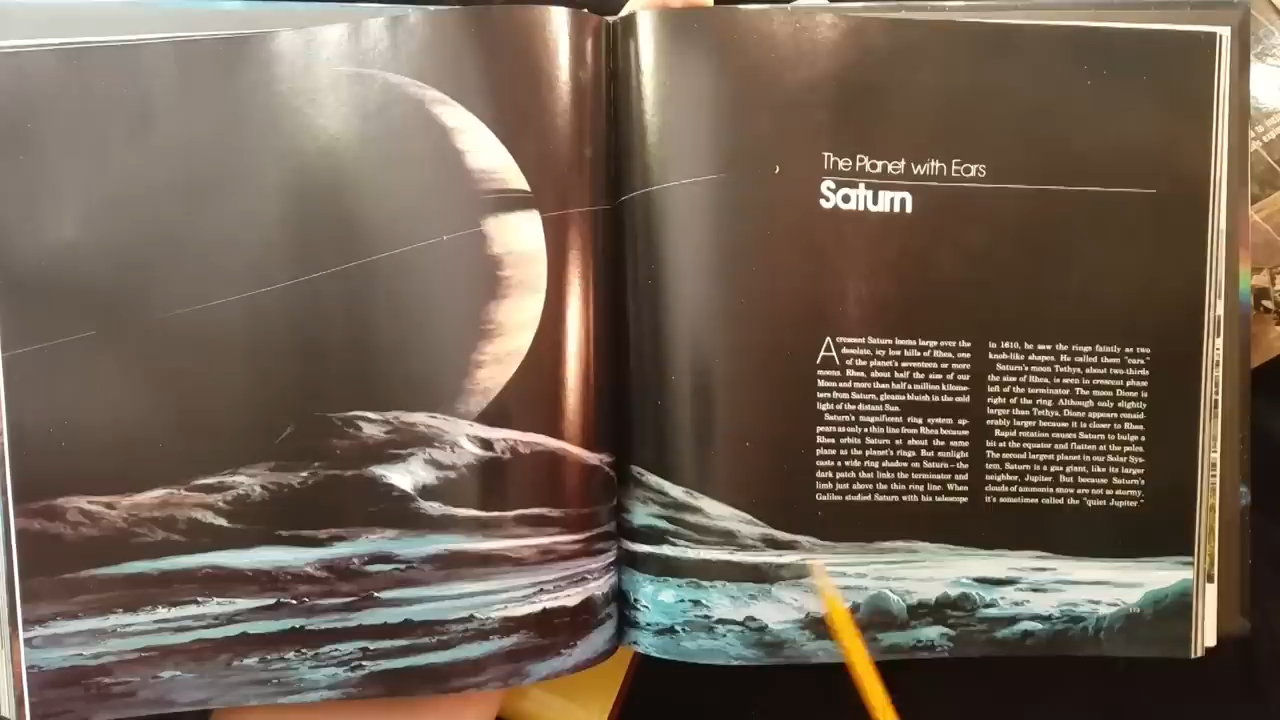 The Planet with Ears
Saturn
A crescent Saturn looms large over the
desolate, icy low hills of Rhea, one
of the planet's seventeen or more
moons. Rhea, about half the size of our
Moon and more than half a million kilome-
ters from Saturn, gleams bluish in the cold
light of the distant Sun.
Saturn's magnificent ring system ap-
pears as only a thin line from Rhea because
Rhea orbits Saturn at about the same
plane as the planet's rings. But sunlight
casts a wide ring shadow on Saturn—the
dark patch that links the terminator and
limb just above the thin ring line. When
Galileo studied Saturn with his telescope
in 1610, he saw the rings faintly as two
knob-like shapes. He called them "ears."
Saturn's moon Tethys, about two-thirds
the size of Rhea, is seen in crescent phase
left of the terminator. The moon Dione is
right of the ring. Although only slightly
larger than Tethys, Dione appears consid-
erably larger because it is closer to Rhea.
Rapid rotation causes Saturn to bulge a
bit at the equator and flatten at the poles.
The second largest planet in our Solar Sys-
tem, Saturn is a gas giant, like its larger
neighbor, Jupiter. But because Saturn's
clouds of ammonia snow are not so stormy,
it's sometimes called the "quiet Jupiter."